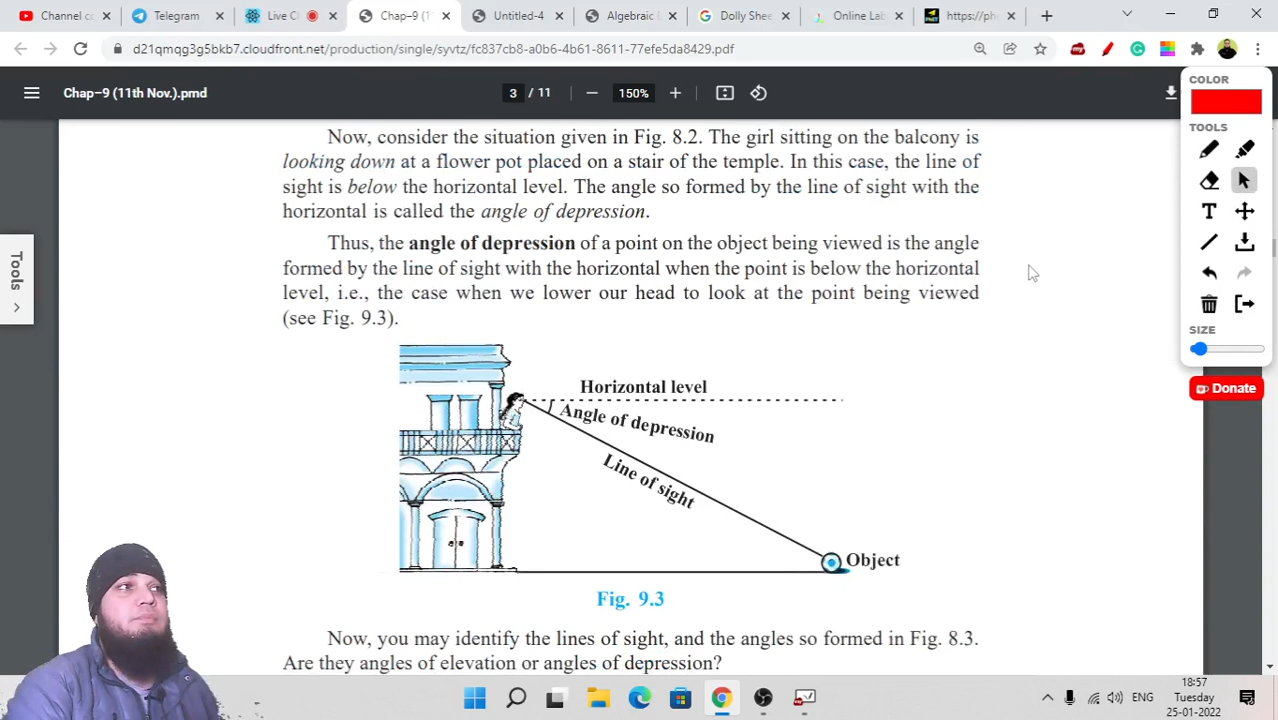 Channel co
Telegram
Live Cl
Chap-9 (1
Untitled-4
Algebraic
Dolly Shee
Online Lab
https://ph
d21qmqg3g5bkb7.cloudfront.net/production/single/syvtz/fc837cb8-a0b6-4b61-8611-77efe5da8429.pdf
Chap-9 (11th Nov.).pmd
3 / 11
150%
COLOR
TOOLS
SIZE
Donate
Tools
Now, consider the situation given in Fig. 8.2. The girl sitting on the balcony is
looking down at a flower pot placed on a stair of the temple. In this case, the line of
sight is below the horizontal level. The angle so formed by the line of sight with the
horizontal is called the angle of depression.
Thus, the angle of depression of a point on the object being viewed is the angle
formed by the line of sight with the horizontal when the point is below the horizontal
level, i.e., the case when we lower our head to look at the point being viewed
(see Fig. 9.3).
Horizontal level
Angle of depression
Line of sight
Object
Fig. 9.3
Now, you may identify the lines of sight, and the angles so formed in Fig. 8.3.
Are they angles of elevation or angles of depression?
ENG
18:57
Tuesday
25-01-2022